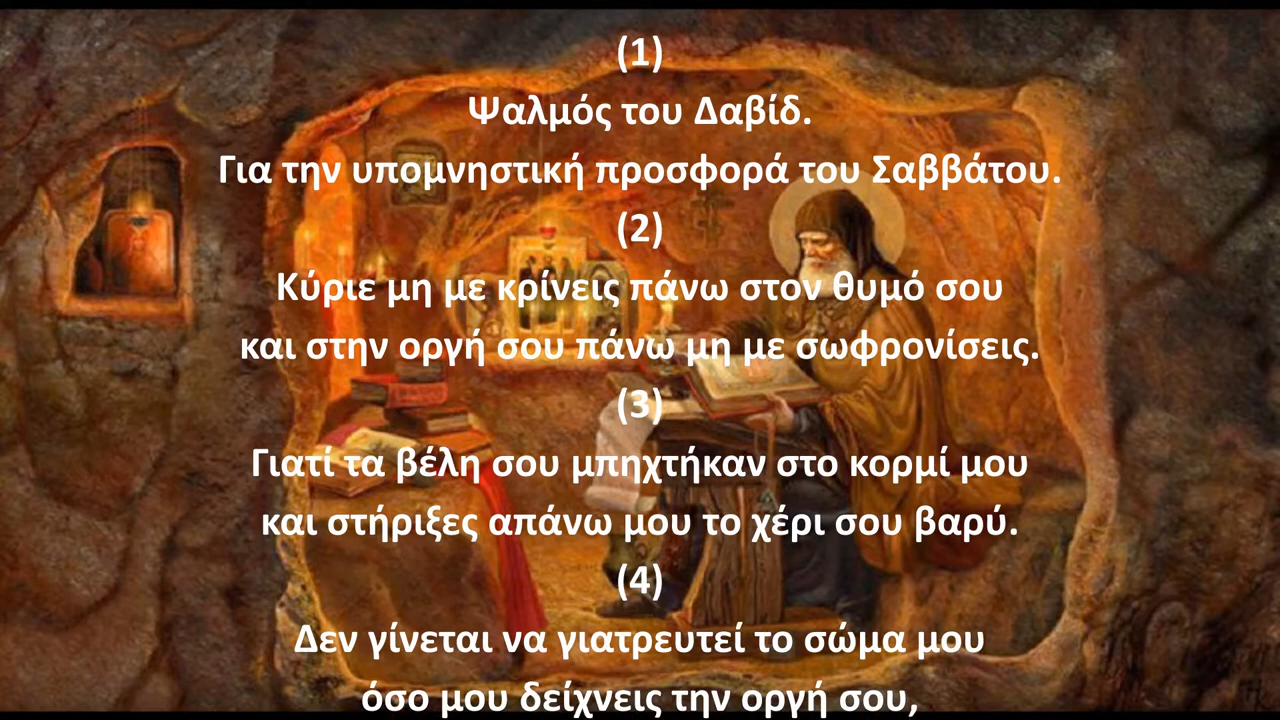 (1)
Ψαλμός του Δαβίδ.
Για την υπομνηστική προσφορά του Σαββάτου.
(2)
Κύριε μη με κρίνεις πάνω στον θυμό σου
και στην οργή σου πάνω μη με σωφρονίσεις.
(3)
Γιατί τα βέλη σου μπηχτήκαν στο κορμί μου
και στήριξες απάνω μου το χέρι σου βαρύ.
(4)
Δεν γίνεται να γιατρευτεί το σώμα μου
όσο μου δείχνεις την οργή σου,